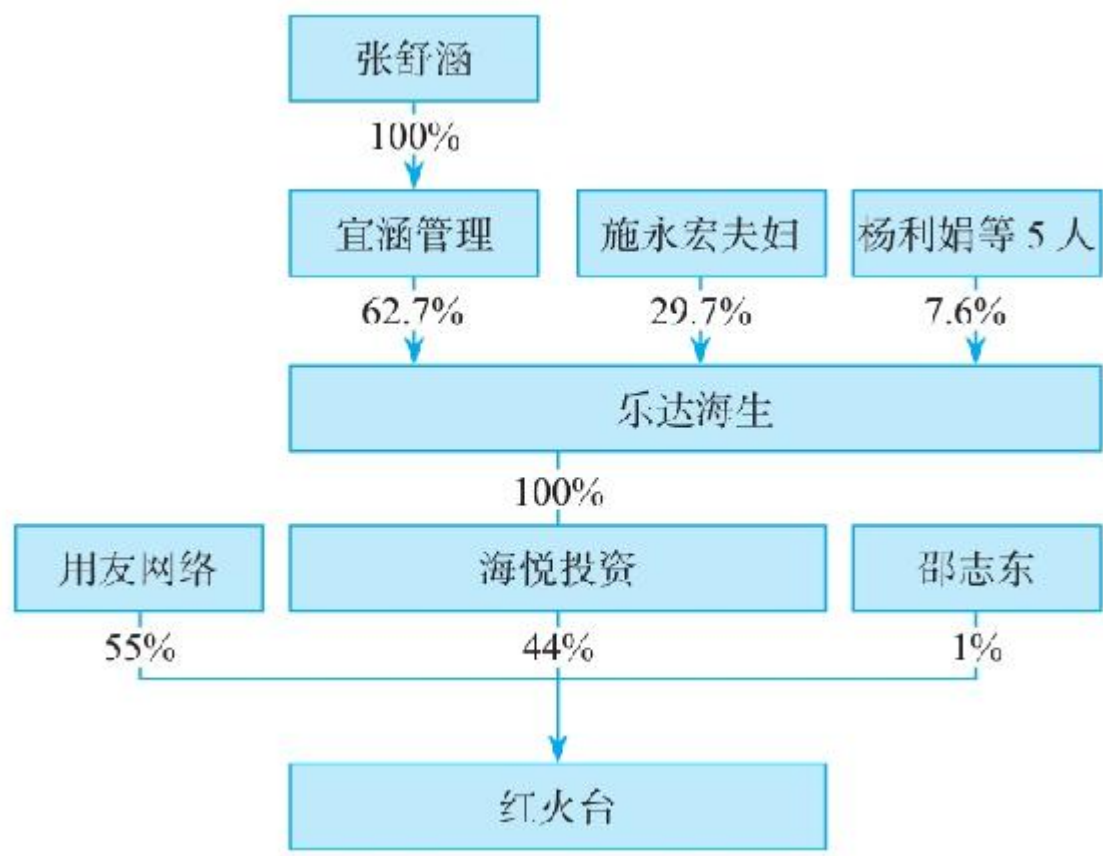 张舒涵
100%
宜涵管理
施永宏夫妇
杨利娟等 5 人
62.7%
29.7%
7.6%
乐达海生
100%
用友网络
海悦投资
邵志东
55%
44%
1%
红火台